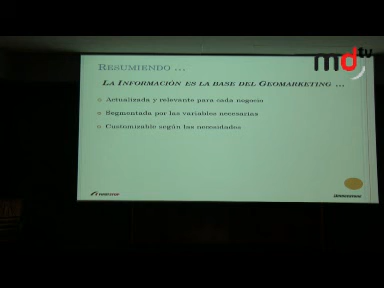 Resumiendo ...
mdtv
La Información es la base del Geomarketing ...
Actualizada y relevante para cada negocio
Segmentada por las variables necesarias
Customizable según las necesidades